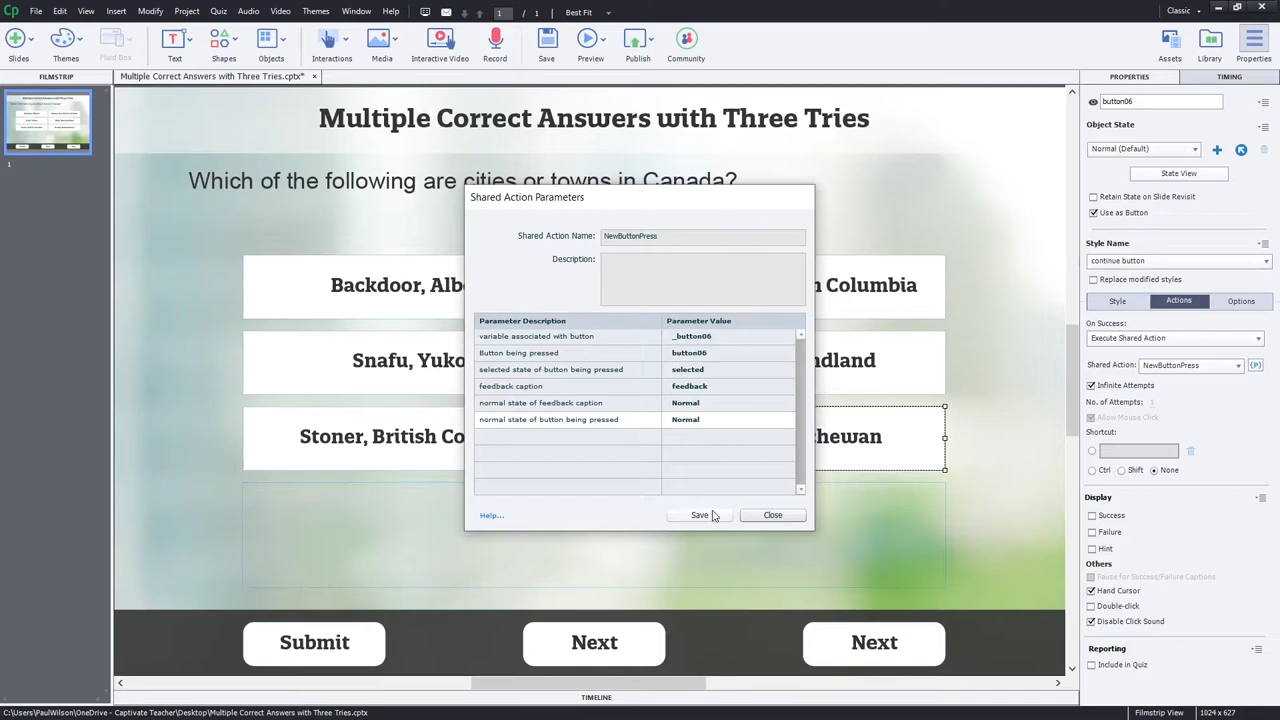 Cp File Edit View Insert Modify Project Quiz Audio Video Themes Window Help 1 / 1 Best Fit Classic
Slides Themes Fluid Box Text Shapes Objects Interactions Media Interactive Video Record Save Preview Publish Community Assets Library Properties
FILMSTRIP
Multiple Correct Answers with Three Tries.cptx*
PROPERTIES TIMING
1
Multiple Correct Answers with Three Tries
Which of the following are cities or towns in Canada?
Backdoor, Albe
n Columbia
Snafu, Yuko
ndland
Stoner, British Co
hewan
Submit
Next
Next
Shared Action Parameters
Shared Action Name: NewButtonPress
Description:
Parameter Description Parameter Value
variable associated with button _button06
Button being pressed button06
selected state of button being pressed selected
feedback caption feedback
normal state of feedback caption Normal
normal state of button being pressed Normal
Help... Save Close
button06
Object State
Normal (Default)
State View
Retain State on Slide Revisit
Use as Button
Style Name
continue button
Replace modified styles
Style Actions Options
On Success:
Execute Shared Action
Shared Action: NewButtonPress {P}
Infinite Attempts
No. of Attempts: 1
Allow Mouse Click
Shortcut:
Ctrl Shift None
Display
Success
Failure
Hint
Others
Pause for Success/Failure Captions
Hand Cursor
Double-click
Disable Click Sound
Reporting
Include in Quiz
TIMELINE
C:\Users\PaulWilson\OneDrive - Captivate Teacher\Desktop\Multiple Correct Answers with Three Tries.cptx
Filmstrip View 1024 x 627